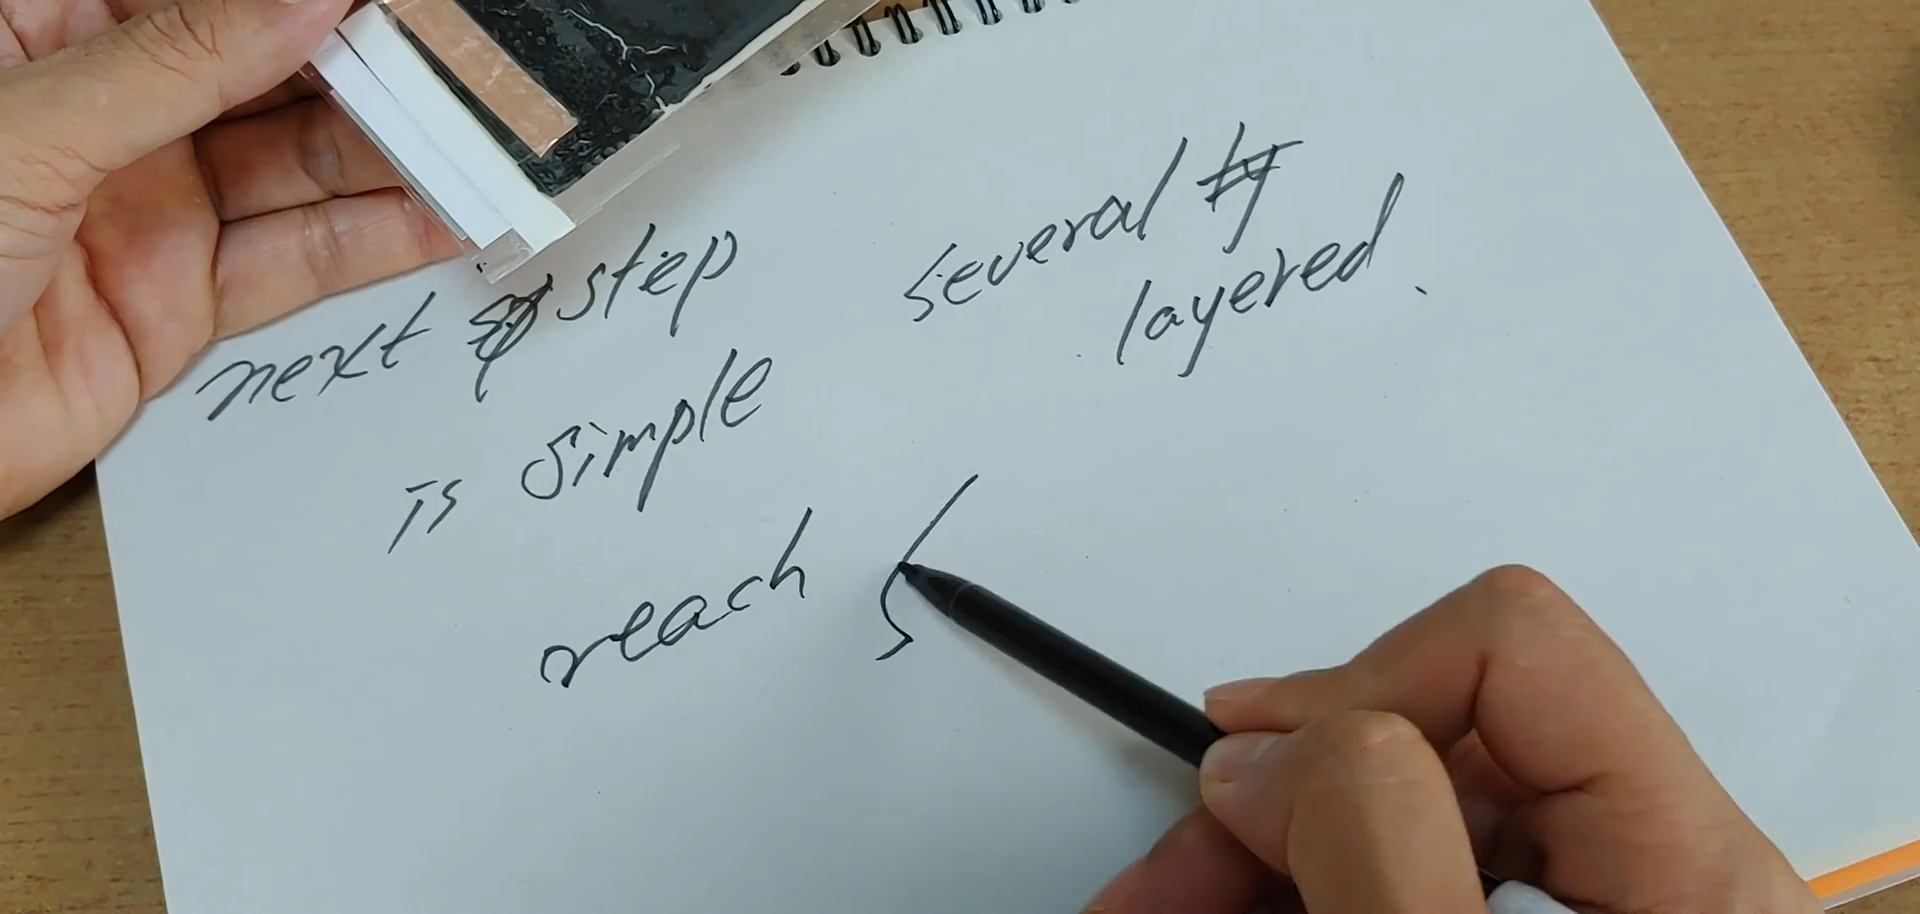 next step
is simple
reach
several
layered